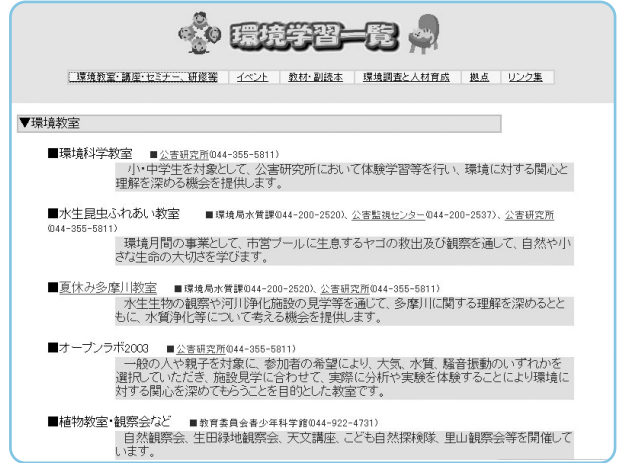 環境学習一覧
環境教室・講座・セミナー、研修等 イベント 教材・副読本 環境調査と人材育成 拠点 リンク集
▼環境教室
■環境科学教室 ■公害研究所(044-355-5811)
小・中学生を対象として、公害研究所において体験学習等を行い、環境に対する関心と
理解を深める機会を提供します。
■水生昆虫ふれあい教室 ■環境局水質課(044-200-2520)、公害監視センター(044-200-2537)、公害研究所
(044-355-5811)
環境月間の事業として、市営プールに生息するヤゴの救出及び観察を通して、自然や小
さな生命の大切さを学びます。
■夏休み多摩川教室 ■環境局水質課(044-200-2520)、公害研究所(044-355-5811)
水生生物の観察や河川浄化施設の見学等を通じて、多摩川に関する理解を深めるとと
もに、水質浄化等について考える機会を提供します。
■オープンラボ2003 ■公害研究所(044-355-5811)
一般の人や親子を対象に、参加者の希望により、大気、水質、騒音振動のいずれかを
選択していただき、施設見学に合わせて、実際に分析や実験を体験することにより環境に
対する関心を深めてもらうことを目的とした教室です。
■植物教室・観察会など ■教育委員会青少年科学館(044-922-4731)
自然観察会、生田緑地観察会、天文講座、こども自然探検隊、里山観察会等を開催して
います。